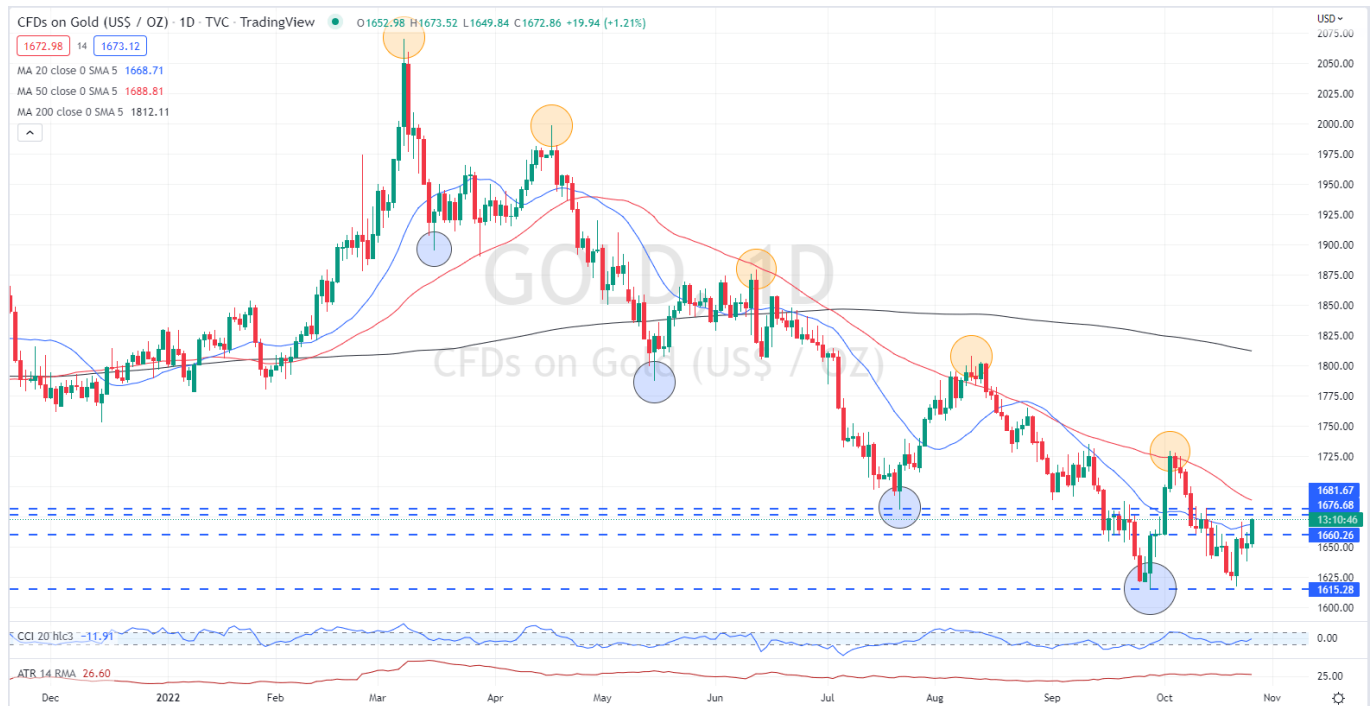 CFDs on Gold (US$ / OZ) · 1D · TVC · TradingView O1652.98 H1673.52 L1649.84 C1672.86 +19.94 (+1.21%)
USD
1672.98 14 1673.12
MA 20 close 0 SMA 5 1668.71
MA 50 close 0 SMA 5 1688.81
MA 200 close 0 SMA 5 1812.11
GOLD, 1D
CFDs on Gold (US$ / OZ)
2075.00
2050.00
2025.00
2000.00
1975.00
1950.00
1925.00
1900.00
1875.00
1850.00
1825.00
1800.00
1775.00
1750.00
1725.00
1681.67
1676.68
13:10:46
1660.26
1650.00
1625.00
1615.28
1600.00
CCI 20 hlc3 −11.91
0.00
ATR 14 RMA 26.60
25.00
Dec 2022 Feb Mar Apr May Jun Jul Aug Sep Oct Nov